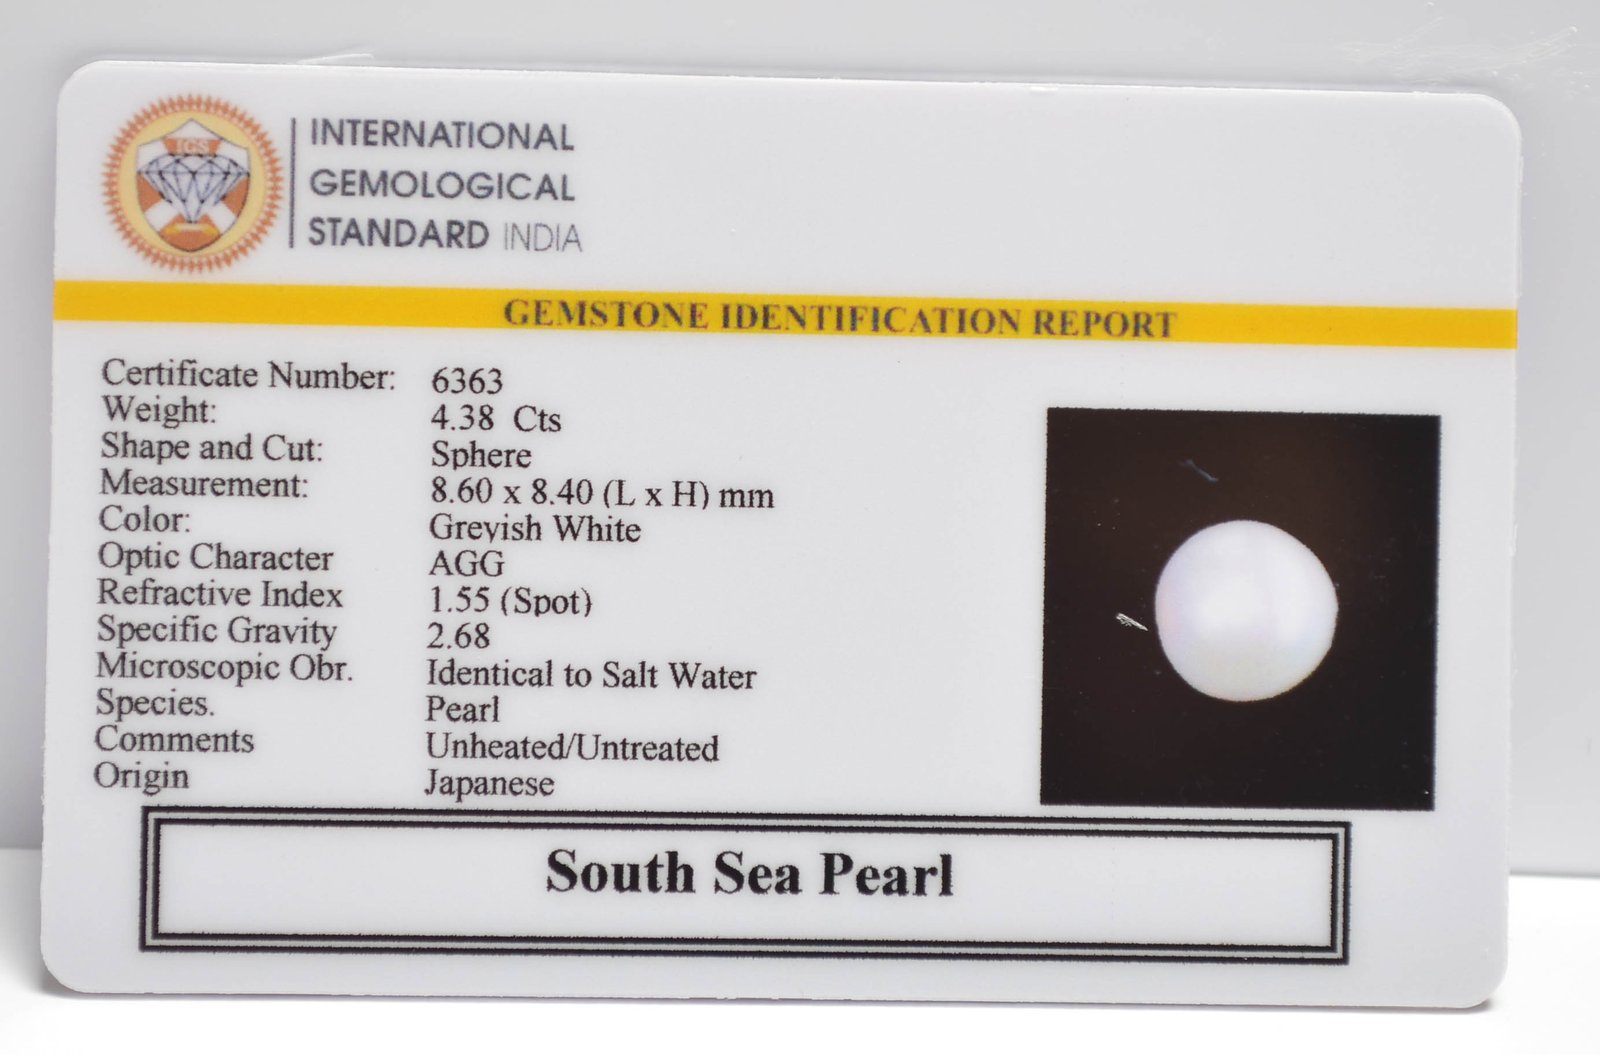 IGS
INTERNATIONAL
GEMOLOGICAL
STANDARD INDIA
GEMSTONE IDENTIFICATION REPORT
Certificate Number: 6363
Weight: 4.38 Cts
Shape and Cut: Sphere
Measurement: 8.60 x 8.40 (L x H) mm
Color: Greyish White
Optic Character AGG
Refractive Index 1.55 (Spot)
Specific Gravity 2.68
Microscopic Obr. Identical to Salt Water
Species. Pearl
Comments Unheated/Untreated
Origin Japanese
South Sea Pearl